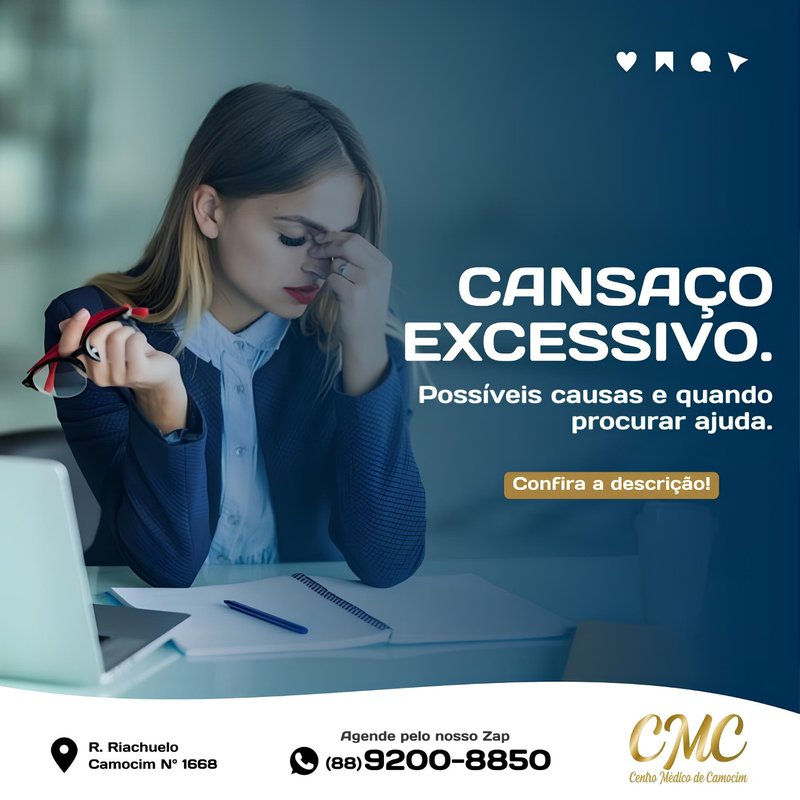 CANSAÇO
EXCESSIVO.
Possíveis causas e quando
procurar ajuda.
Confira a descrição!
R. Riachuelo
Camocim N° 1668
Agende pelo nosso Zap
(88)9200-8850
CMC
Centro Médico de Camocim